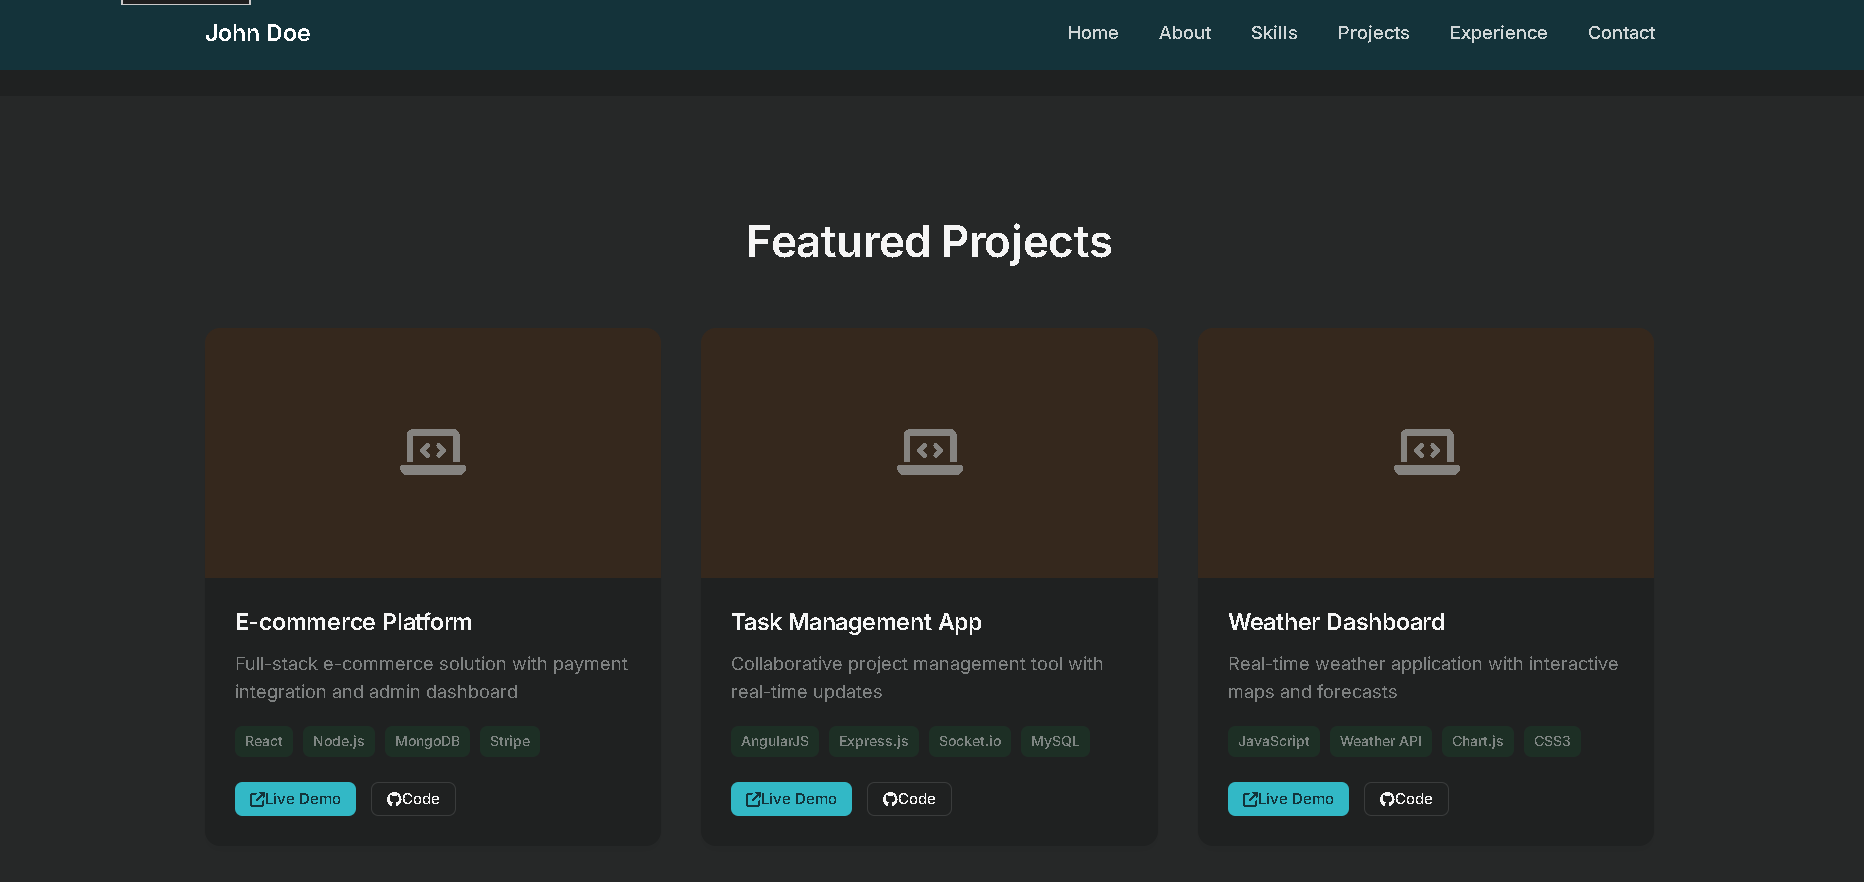 John Doe
Home About Skills Projects Experience Contact
Featured Projects
E-commerce Platform
Full-stack e-commerce solution with payment
integration and admin dashboard
React Node.js MongoDB Stripe
Live Demo Code
Task Management App
Collaborative project management tool with
real-time updates
AngularJS Express.js Socket.io MySQL
Live Demo Code
Weather Dashboard
Real-time weather application with interactive
maps and forecasts
JavaScript Weather API Chart.js CSS3
Live Demo Code